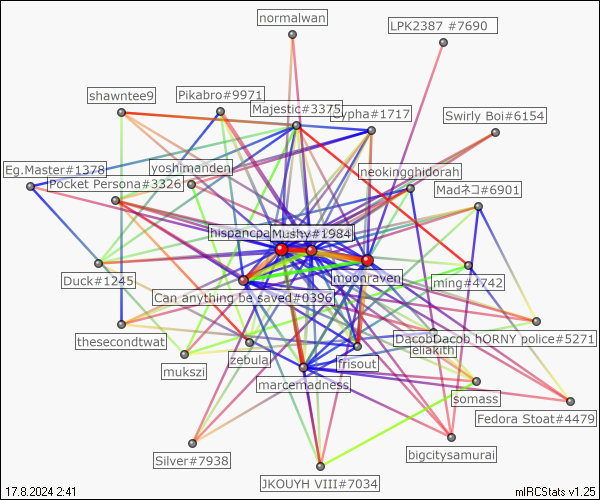 normalwan
LPK2387 #7690
shawntee9
Pikabro#9971
Majestic#3375
ypha#1717
Swirly Boi#6154
Eg.Master#1378
yoshimanden
neokingghidorah
Pocket Persona#3326
Madネコ#6901
hispancpa
Mushy#1984
Duck#1245
moonraven
ming#4742
Can anything be saved#0396
thesecondtwat
DacobDacob hORNY police#5271
zebula
frisout
eliakith
mukszi
marcemadness
somass
Fedora Stoat#4479
Silver#7938
bigcitysamurai
JKOUYH VIII#7034
17.8.2024 2:41
mIRCStats v1.25